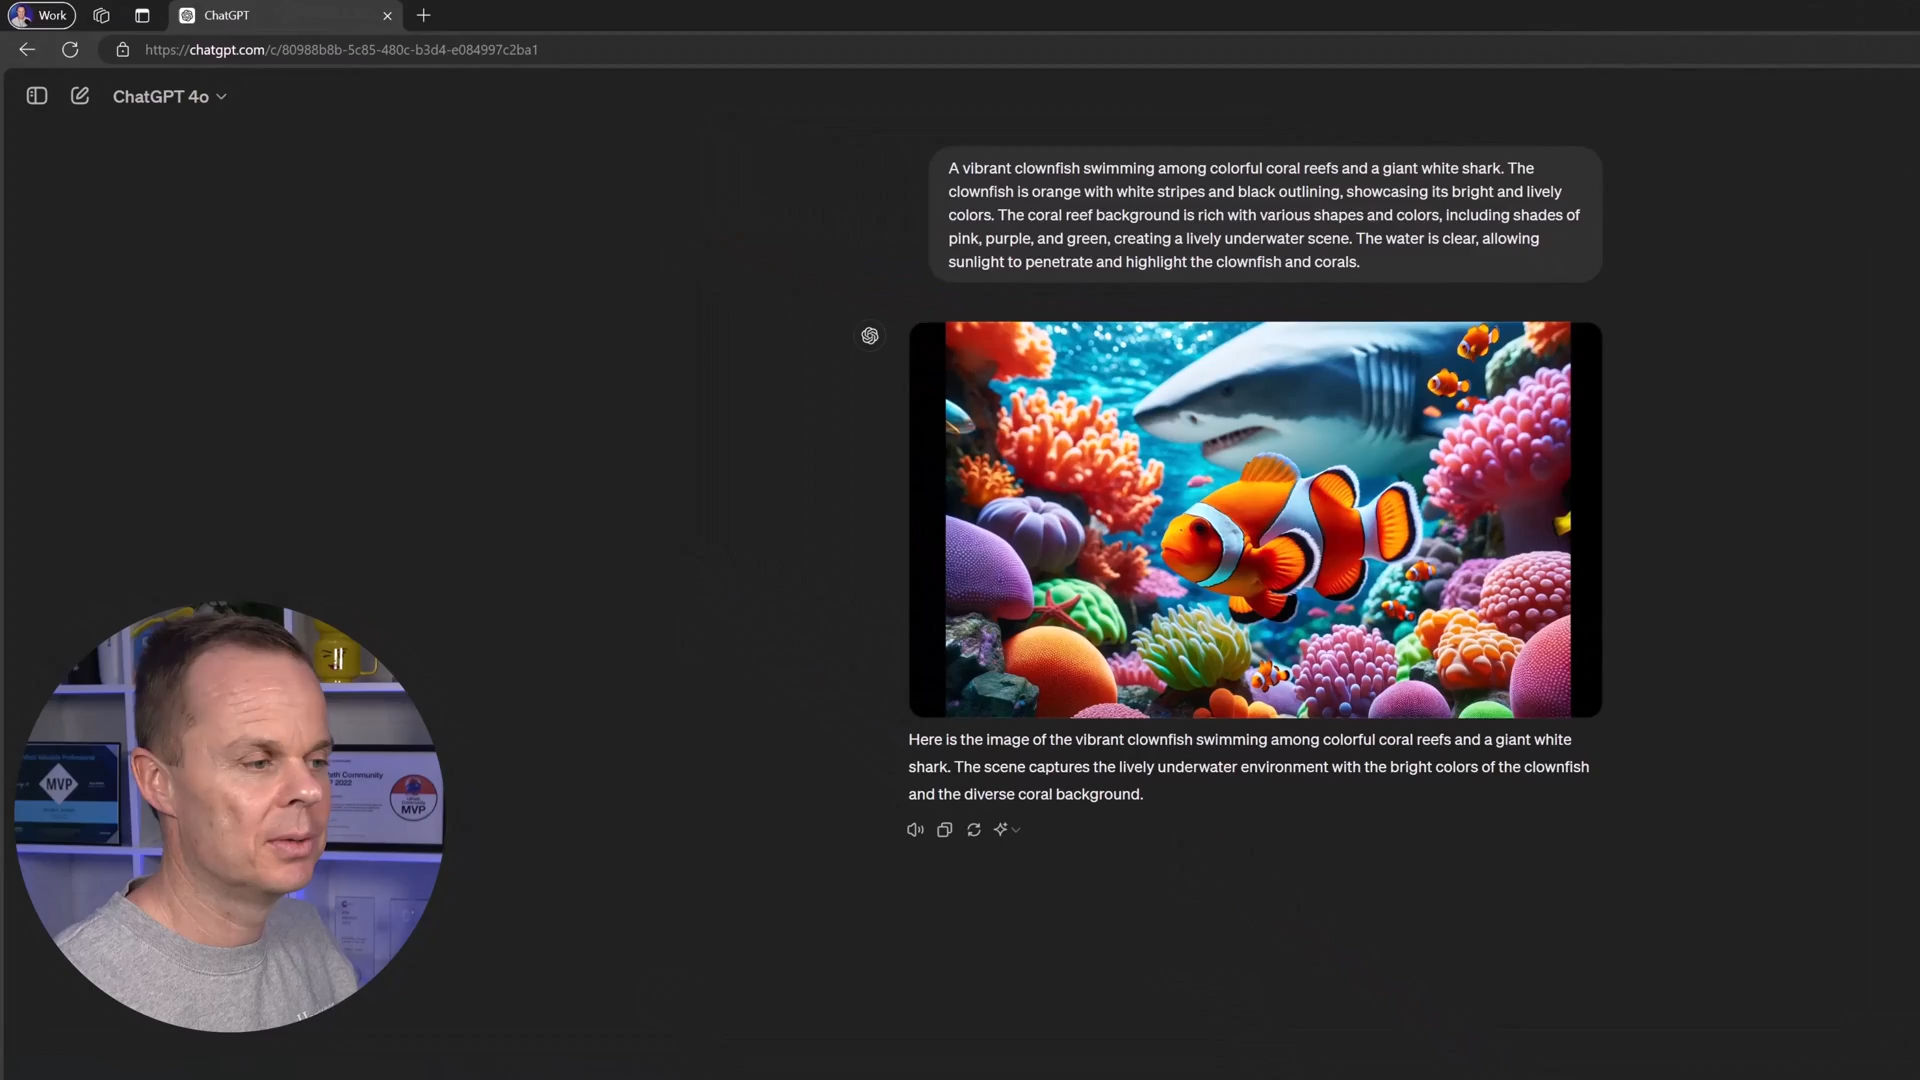 Work
ChatGPT
https://chatgpt.com/c/80988b8b-5c85-480c-b3d4-e084997c2ba1
ChatGPT 4o
A vibrant clownfish swimming among colorful coral reefs and a giant white shark. The
clownfish is orange with white stripes and black outlining, showcasing its bright and lively
colors. The coral reef background is rich with various shapes and colors, including shades of
pink, purple, and green, creating a lively underwater scene. The water is clear, allowing
sunlight to penetrate and highlight the clownfish and corals.
Here is the image of the vibrant clownfish swimming among colorful coral reefs and a giant white
shark. The scene captures the lively underwater environment with the bright colors of the clownfish
and the diverse coral background.
MVP
Community
2022
MVP